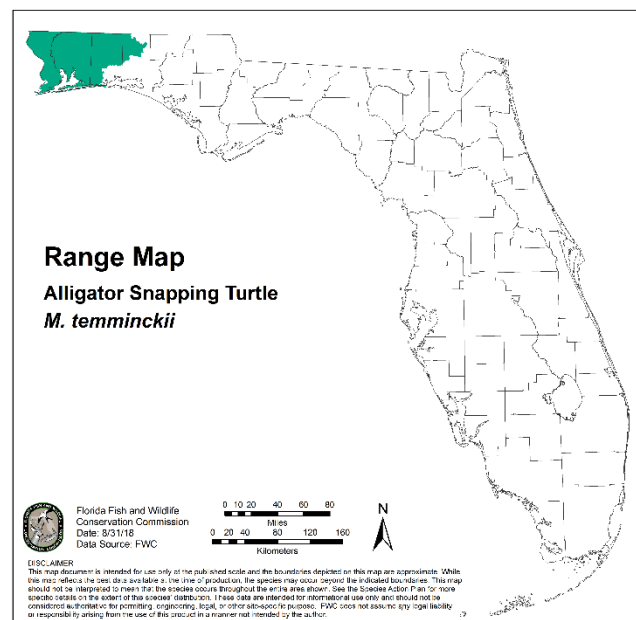 Range Map
Alligator Snapping Turtle
M. temminckii
Florida Fish and Wildlife
Conservation Commission
Date: 8/31/18
Data Source: FWC
0 10 20 40 60 80
Miles
0 20 40 80 120 160
Kilometers
N
DISCLAIMER
This map document is intended for use only at the published scale and the boundaries depicted on this map are approximate. While
this map reflects the best data available at the time of production, the species may occur beyond the indicated boundaries. This map
should not be interpreted to mean that the species occurs throughout the entire area shown. See the Species Action Plan for more
specific details on the extent of the species' distribution. These data are intended for informational use only and should not be
considered authoritative for permitting, engineering, legal, or other site-specific purpose. FWC does not assume any legal liability
or responsibility arising from the use of this product in a manner not intended by the author.